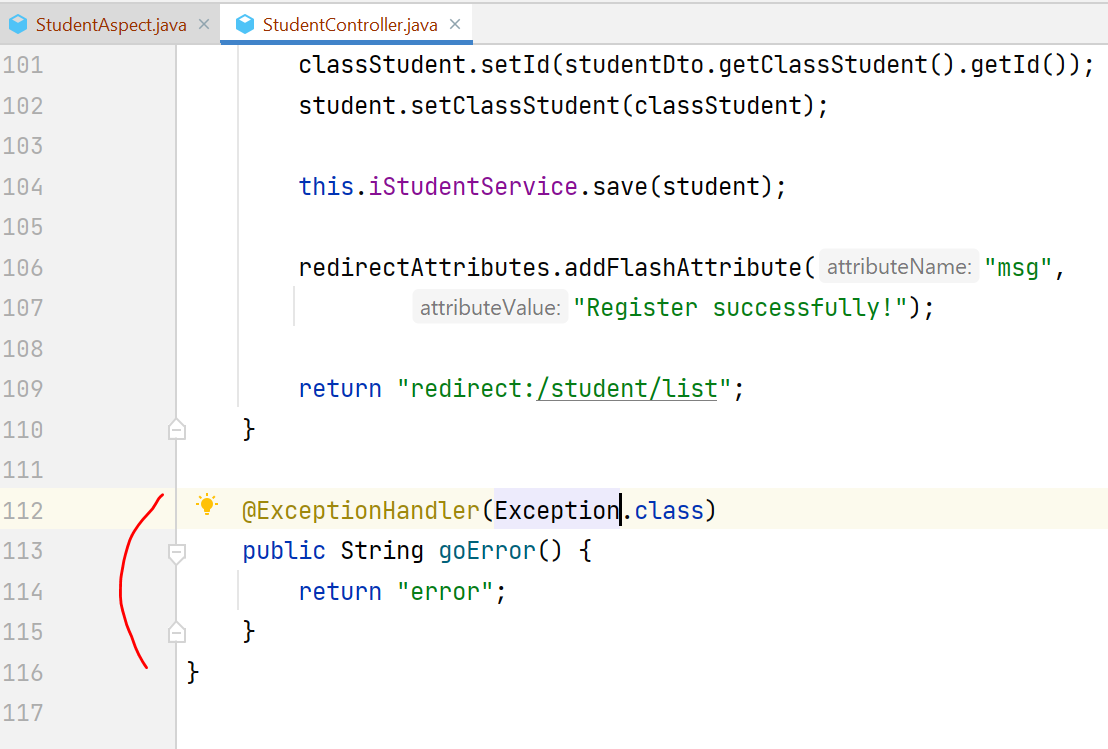 StudentAspect.java × StudentController.java ×
101 classStudent.setId(studentDto.getClassStudent().getId());
102 student.setClassStudent(classStudent);
103
104 this.iStudentService.save(student);
105
106 redirectAttributes.addFlashAttribute( attributeName: "msg",
107 attributeValue: "Register successfully!");
108
109 return "redirect:/student/list";
110 }
111
112 @ExceptionHandler(Exception.class)
113 public String goError() {
114 return "error";
115 }
116 }
117